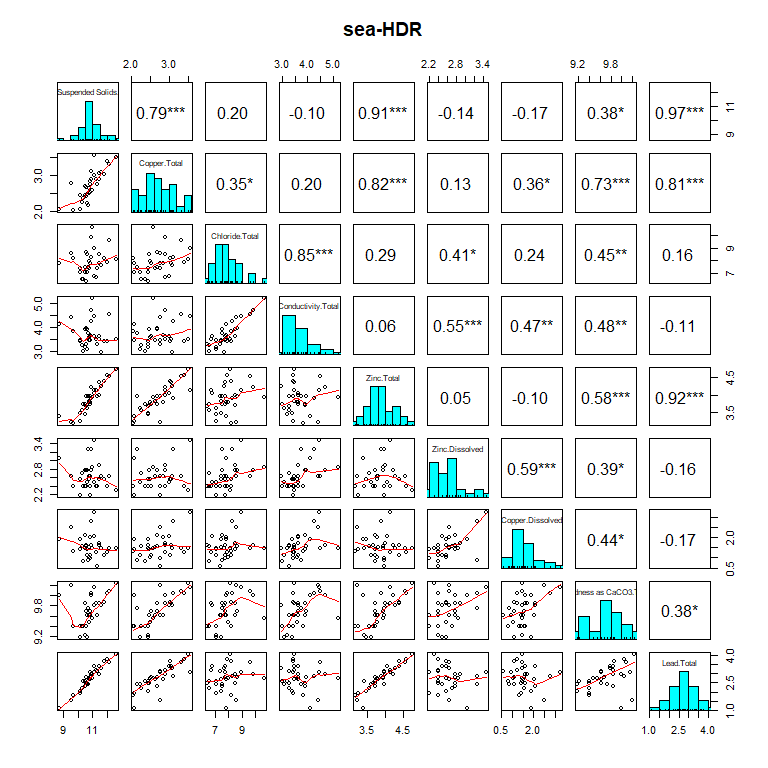 sea-HDR
2.0 3.0 3.0 4.0 5.0 2.2 2.8 3.4 9.2 9.8
Suspended Solids 0.79*** 0.20 -0.10 0.91*** -0.14 -0.17 0.38* 0.97*** 9 11
2.0 3.0 Copper.Total 0.35* 0.20 0.82*** 0.13 0.36* 0.73*** 0.81***
Chloride.Total 0.85*** 0.29 0.41* 0.24 0.45** 0.16 7 9
3.0 4.0 5.0 Conductivity.Total 0.06 0.55*** 0.47** 0.48** -0.11
Zinc.Total 0.05 -0.10 0.58*** 0.92*** 3.5 4.5
2.2 2.8 3.4 Zinc.Dissolved 0.59*** 0.39* -0.16
Copper.Dissolved 0.44* -0.17 0.5 2.0
9.2 9.8 dness as CaCO3. 0.38*
Lead.Total 1.0 2.5 4.0
9 11 7 9 3.5 4.5 0.5 2.0 1.0 2.5 4.0